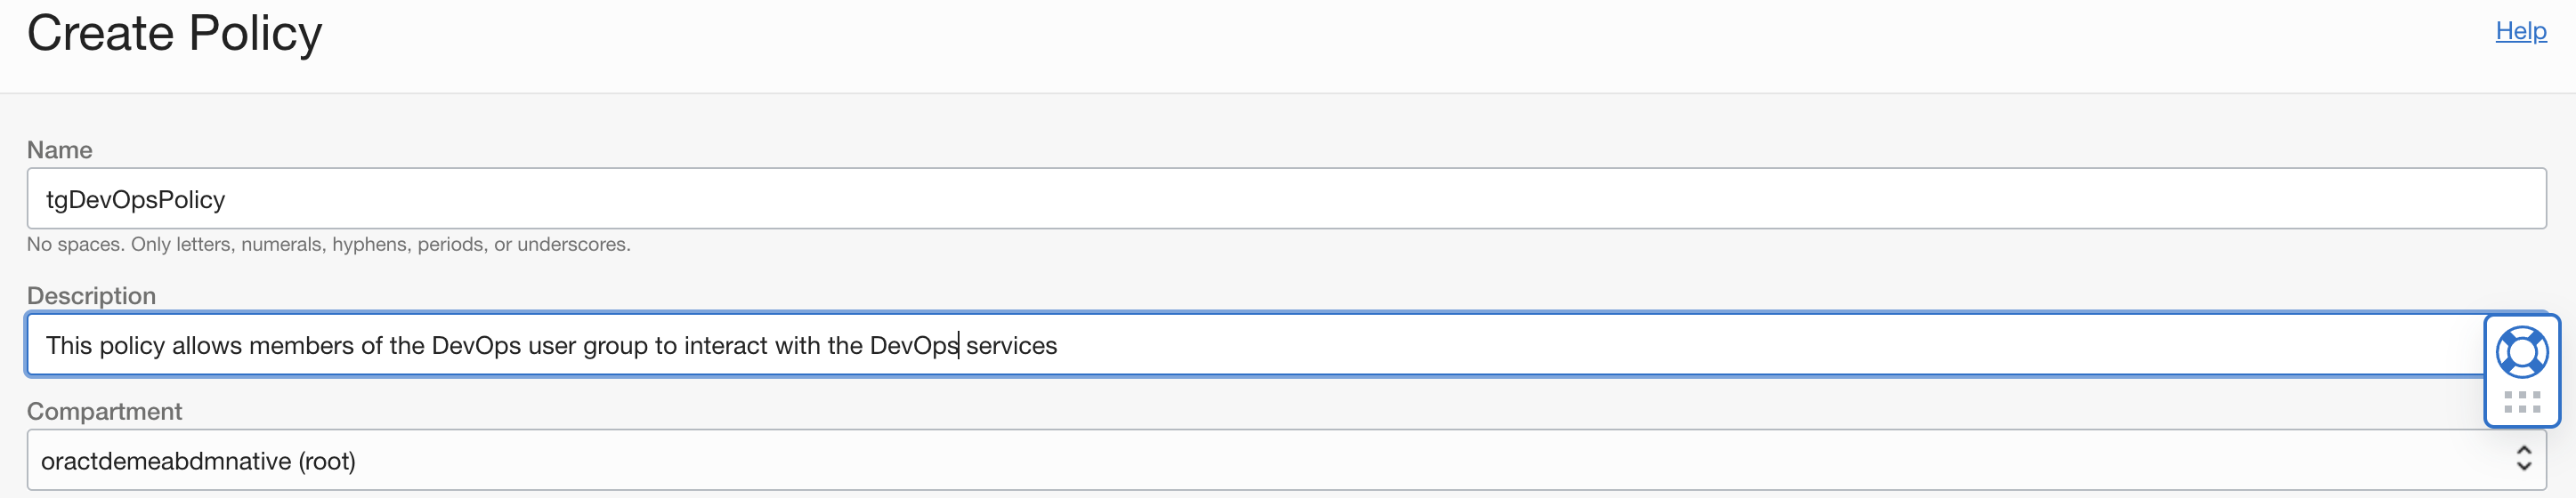 Create Policy
Help
Name
tgDevOpsPolicy
No spaces. Only letters, numerals, hyphens, periods, or underscores.
Description
This policy allows members of the DevOps user group to interact with the DevOps services
Compartment
oractdemeabdmnative (root)